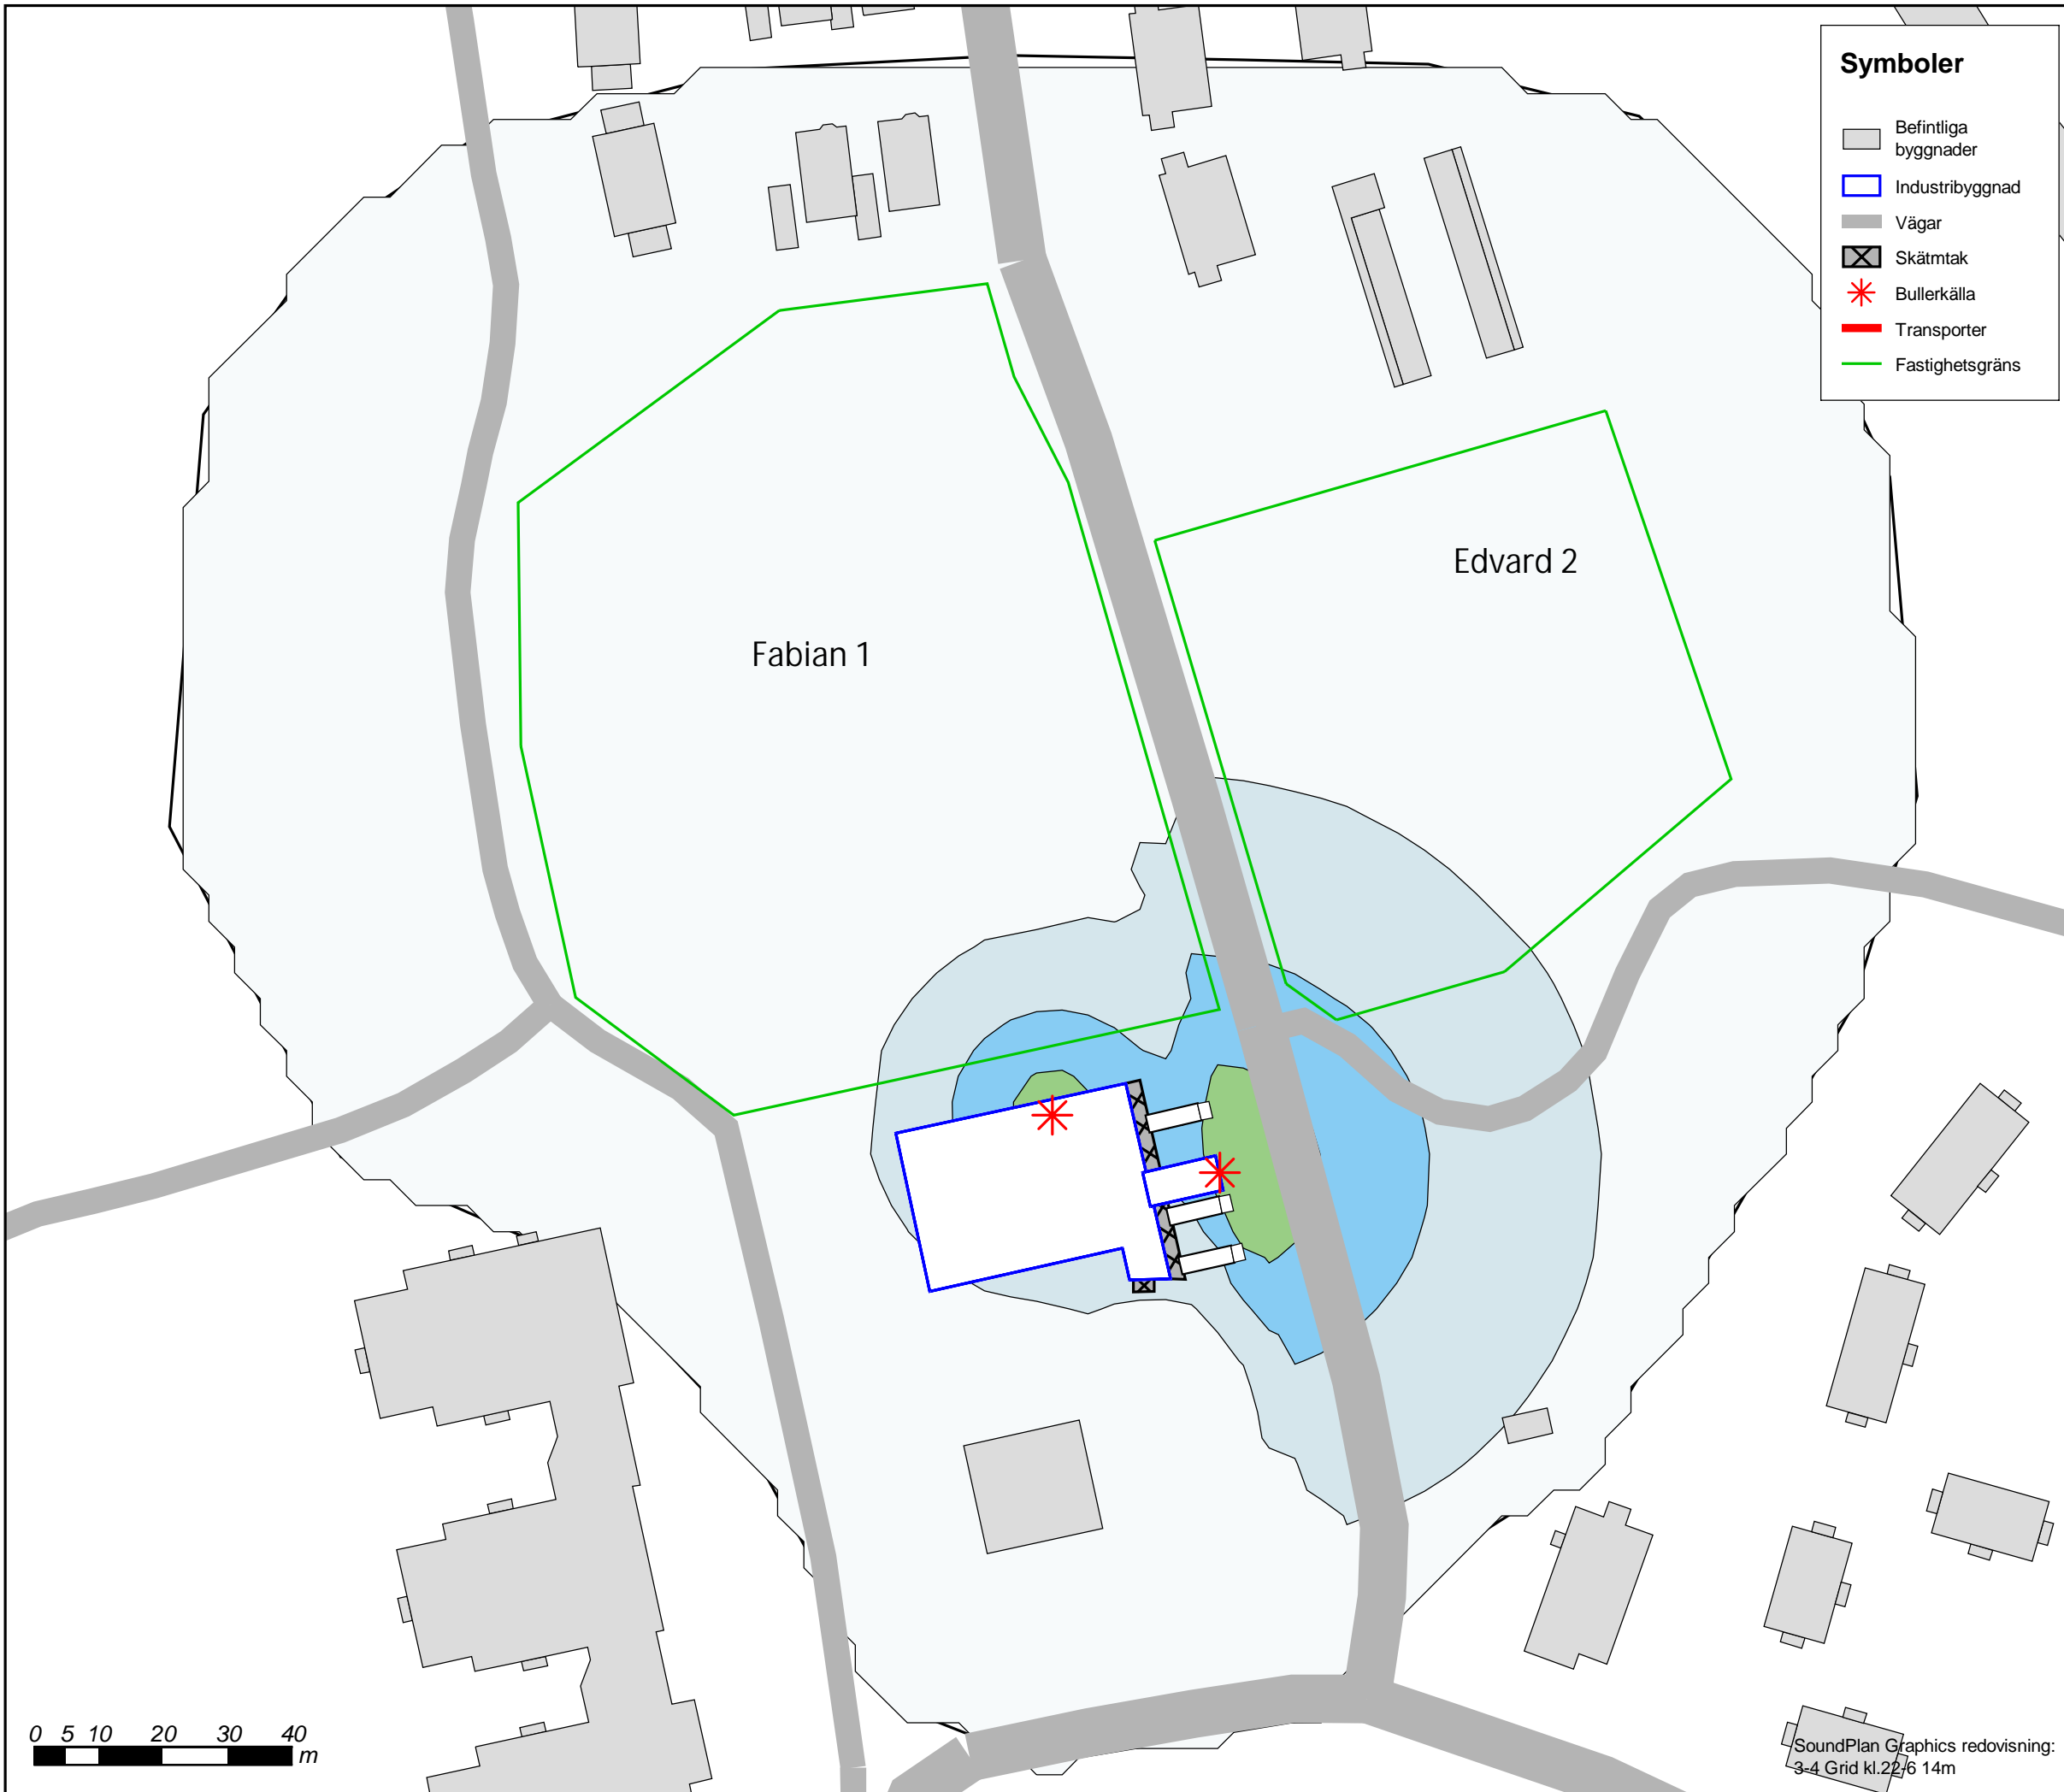 Symboler
Befintliga
byggnader
Industribyggnad
Vägar
Skätmtak
Bullerkälla
Transporter
Fastighetsgräns
Edvard 2
Fabian 1
0 5 10 20 30 40
m
SoundPlan Graphics redovisning:
3-4 Grid kl.22-6 14m